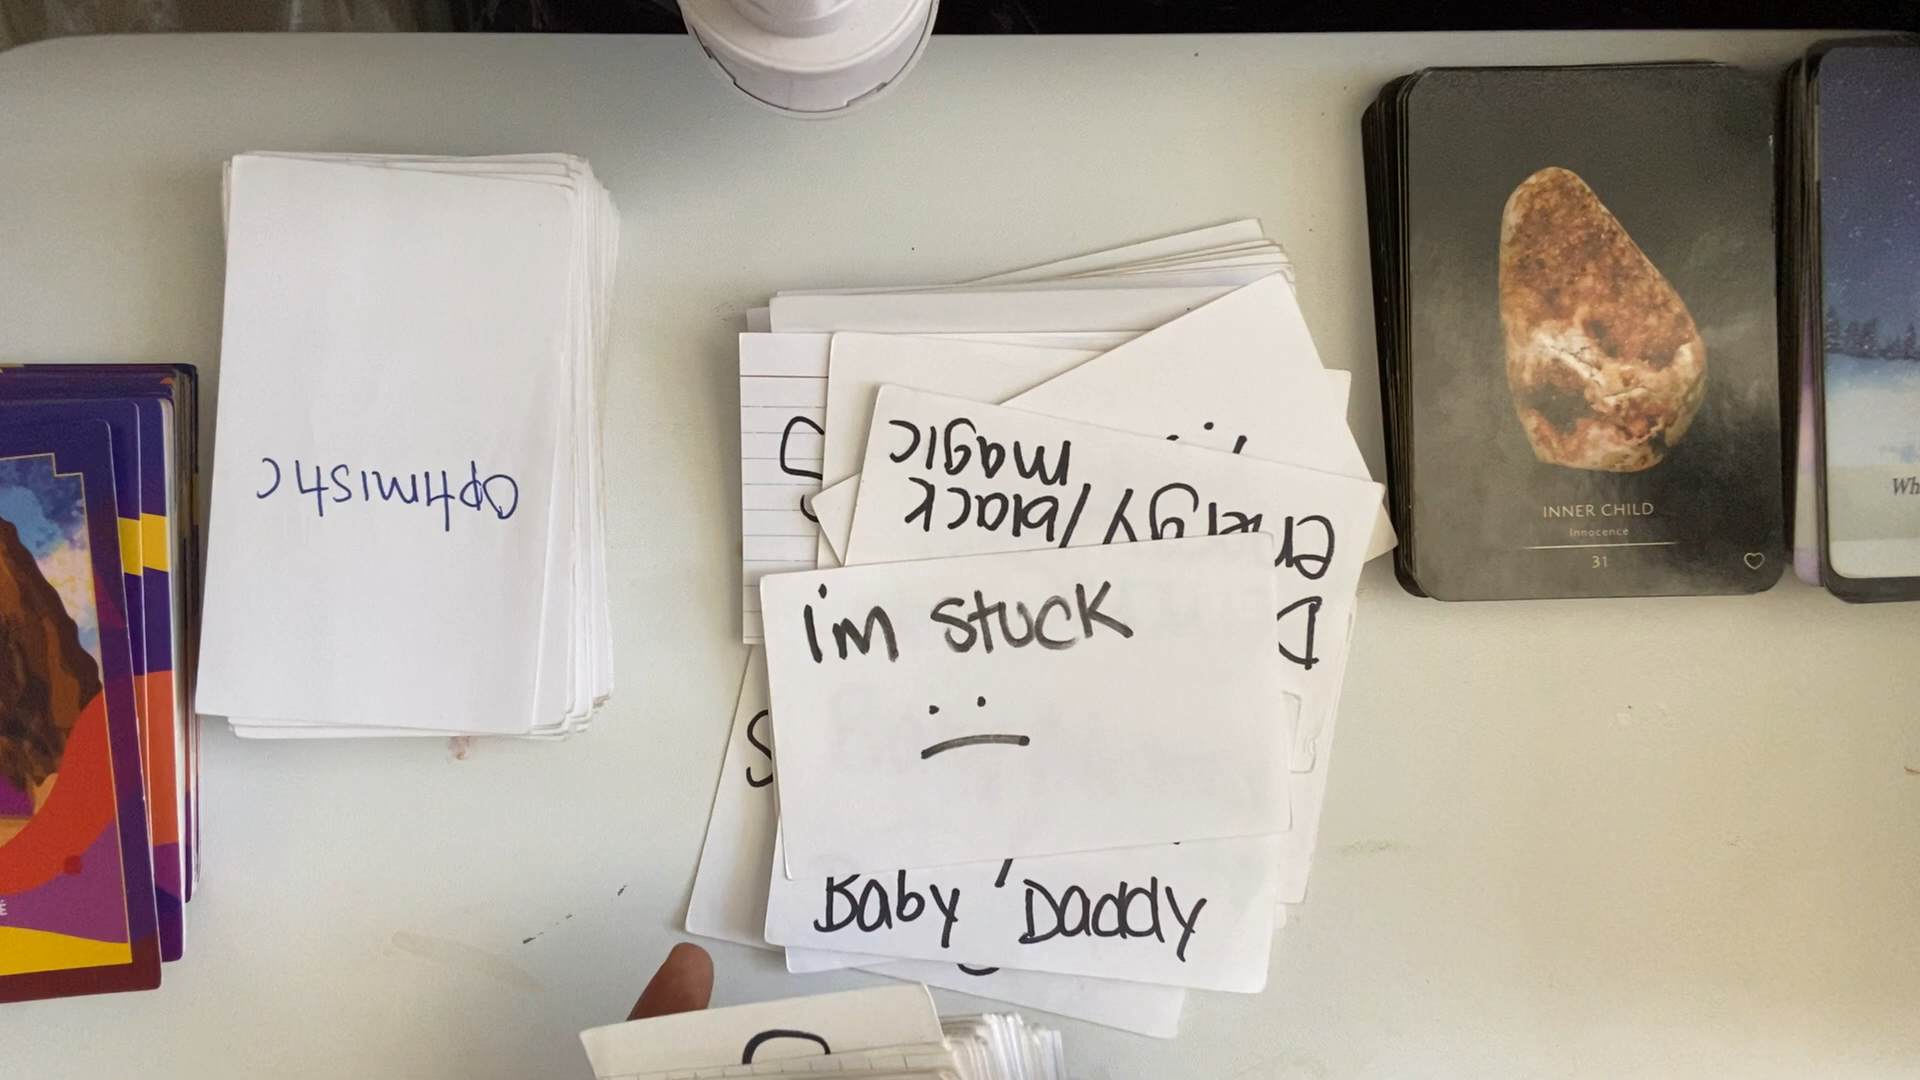 Optimistic
magic
energy/black
i'm stuck
Baby Daddy
INNER CHILD
Innocence
31